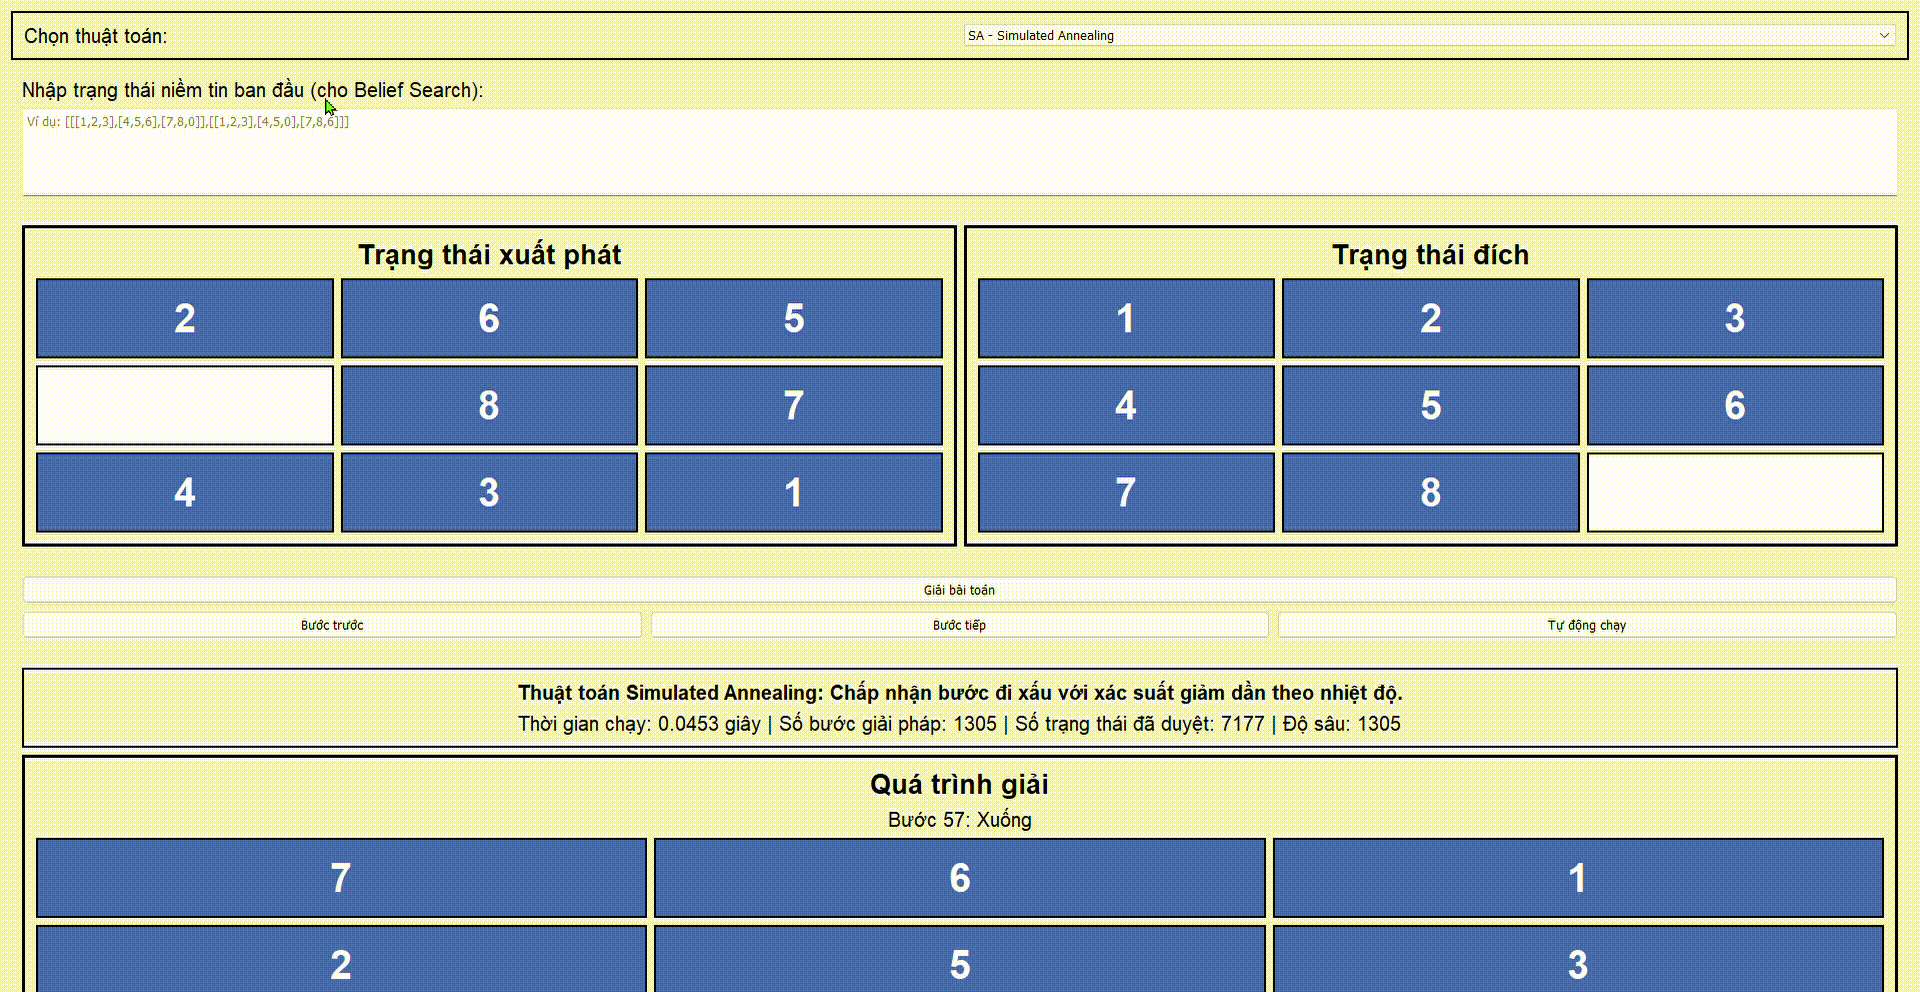 Chọn thuật toán:
SA - Simulated Annealing
Nhập trạng thái niềm tin ban đầu (cho Belief Search):
Ví dụ: [[[1,2,3],[4,5,6],[7,8,0]],[[1,2,3],[4,5,0],[7,8,6]]]
Trạng thái xuất phát
2 6 5
8 7
4 3 1
Trạng thái đích
1 2 3
4 5 6
7 8
Giải bài toán
Bước trước
Bước tiếp
Tự động chạy
Thuật toán Simulated Annealing: Chấp nhận bước đi xấu với xác suất giảm dần theo nhiệt độ.
Thời gian chạy: 0.0453 giây | Số bước giải pháp: 1305 | Số trạng thái đã duyệt: 7177 | Độ sâu: 1305
Quá trình giải
Bước 57: Xuống
7 6 1
2 5 3